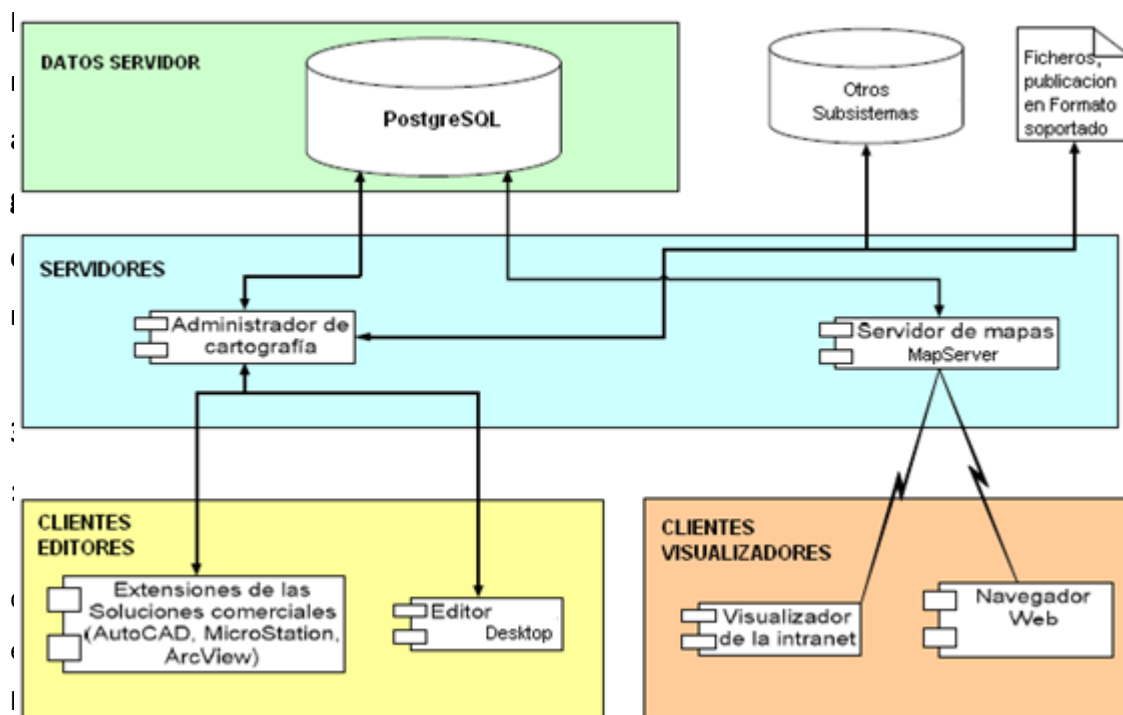 DATOS SERVIDOR
PostgreSQL
Otros
Subsistemas
Ficheros,
publicacion
en Formato
soportado
SERVIDORES
Administrador de
cartografía
Servidor de mapas
MapServer
CLIENTES
EDITORES
Extensiones de las
Soluciones comerciales
(AutoCAD, MicroStation,
ArcView)
Editor
Desktop
CLIENTES
VISUALIZADORES
Visualizador
de la intranet
Navegador
Web